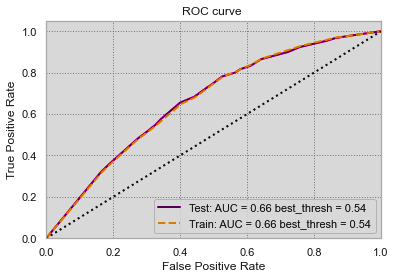 ROC curve
True Positive Rate
1.0
0.8
0.6
0.4
0.2
0.0
Test: AUC = 0.66 best_thresh = 0.54
Train: AUC = 0.66 best_thresh = 0.54
0.0 0.2 0.4 0.6 0.8 1.0
False Positive Rate